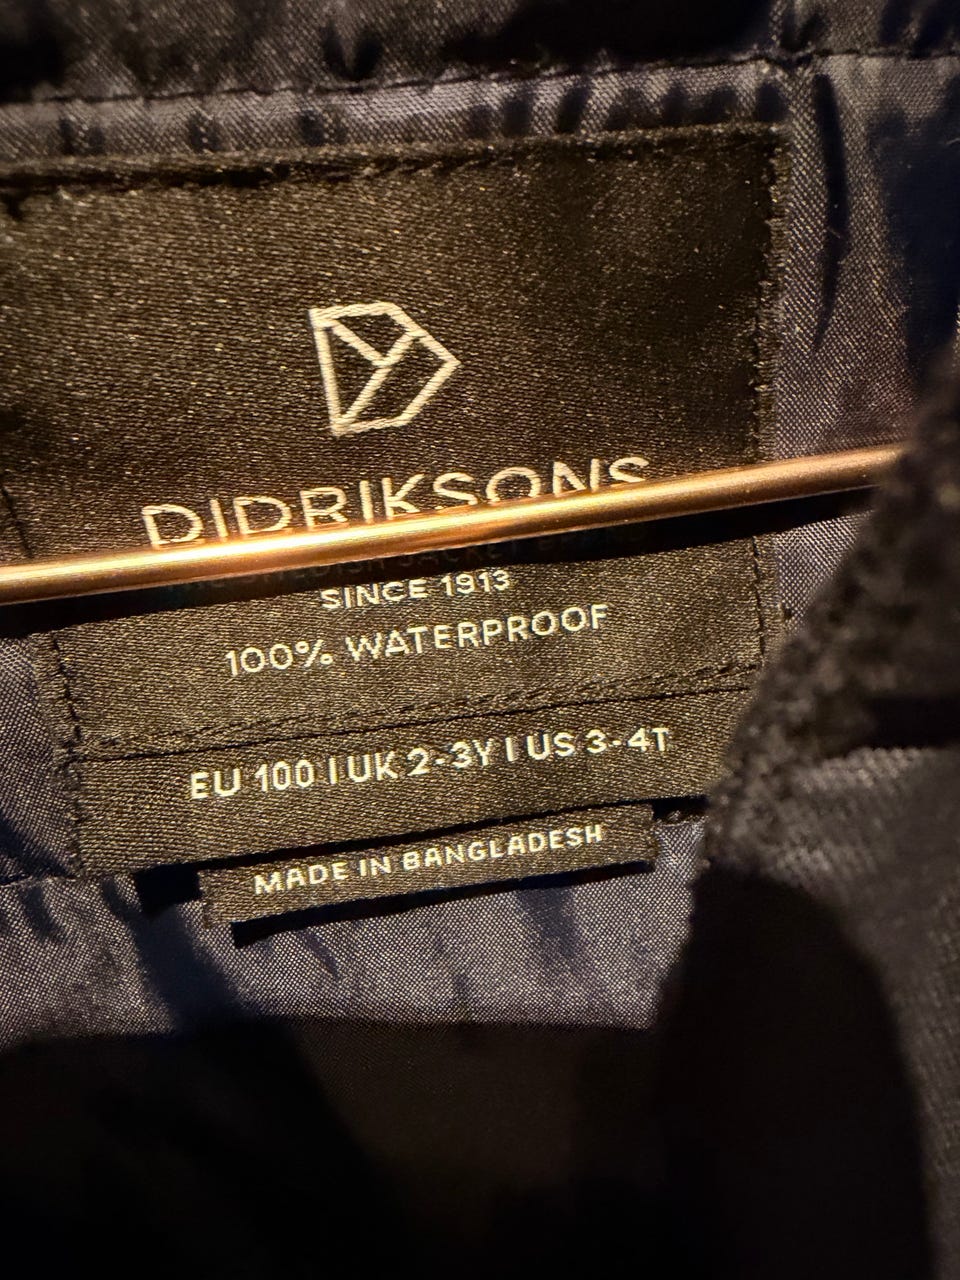 DIDRIKSONS
SINCE 1913
100% WATERPROOF
EU 100 | UK 2-3Y | US 3-4T
MADE IN BANGLADESH